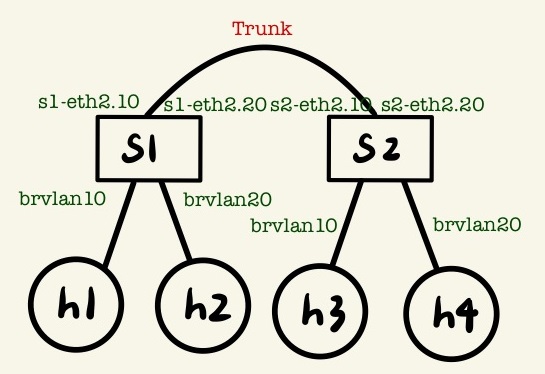 Trunk
s1-eth2.10 s1-eth2.20 s2-eth2.10 s2-eth2.20
S1 S2
brvlan10 brvlan20 brvlan10 brvlan20
h1 h2 h3 h4